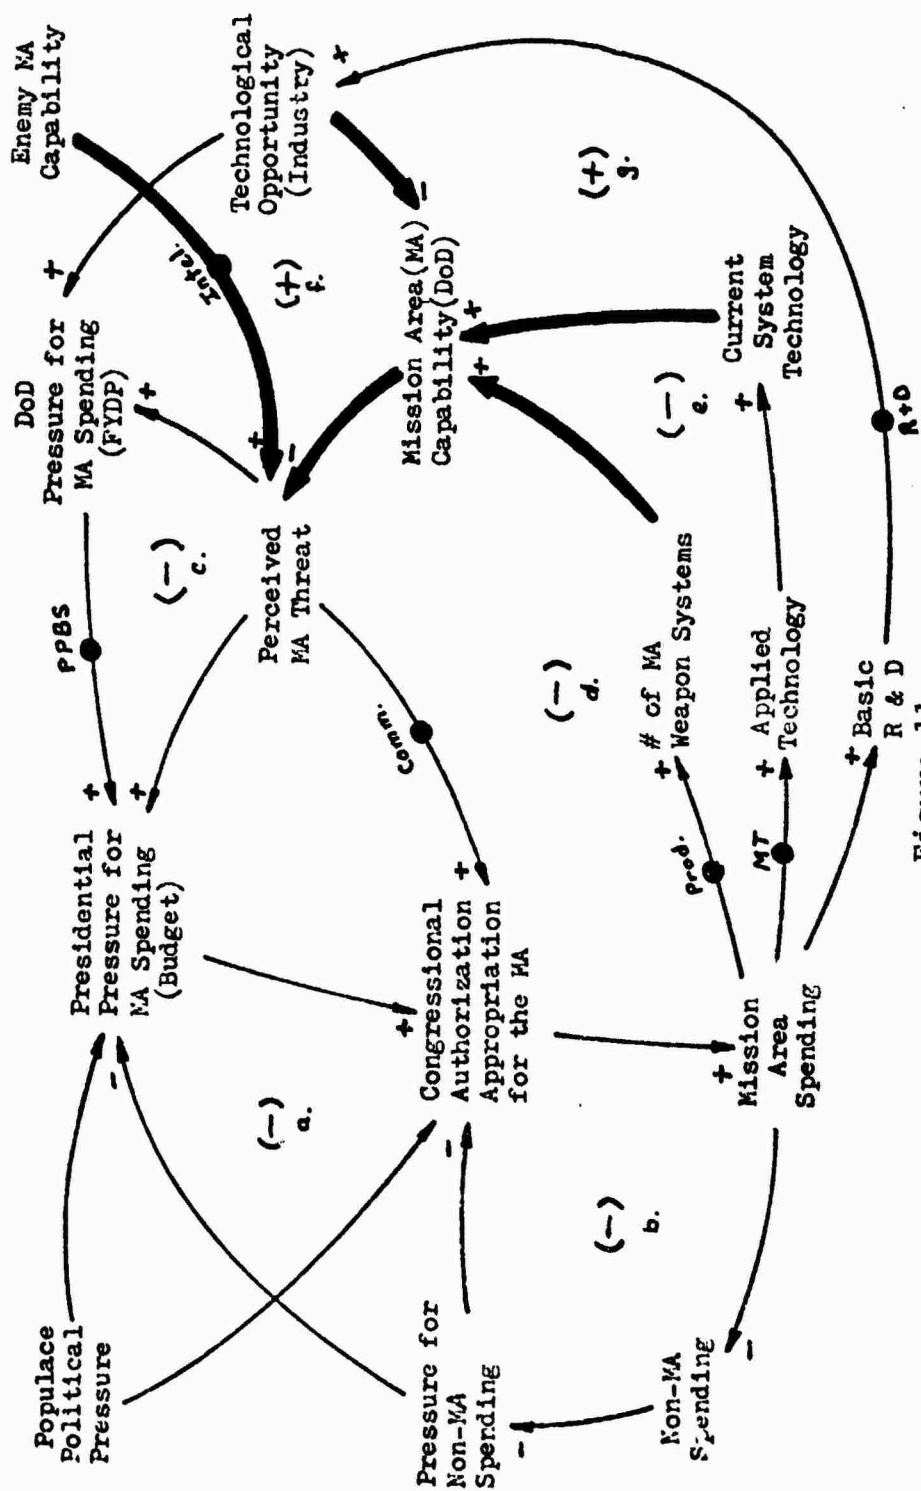 Populace
Political
Pressure
Presidential
Pressure for
MA Spending
(Budget)
+
+
-
PPBS
DoD
Pressure for
MA Spending
(FYDP)
+
+
Enemy MA
Capability
Intel.
Technological
Opportunity
(Industry)
+
(-)
a.
(-)
c.
(+)
f.
Perceived
MA Threat
+
-
Comm.
Congressional
Authorization
Appropriation
for the MA
+
+
-
Pressure for
Non-MA
Spending
-
Mission Area(MA)
Capability(DoD)
-
+
+
(-)
b.
(-)
d.
(-)
e.
(+)
g.
Non-MA
Spending
-
Mission
Area
Spending
+
Prod.
# of MA
Weapon Systems
+
MT
Applied
Technology
+
Current
System
Technology
+
Basic
R & D
+
R+D